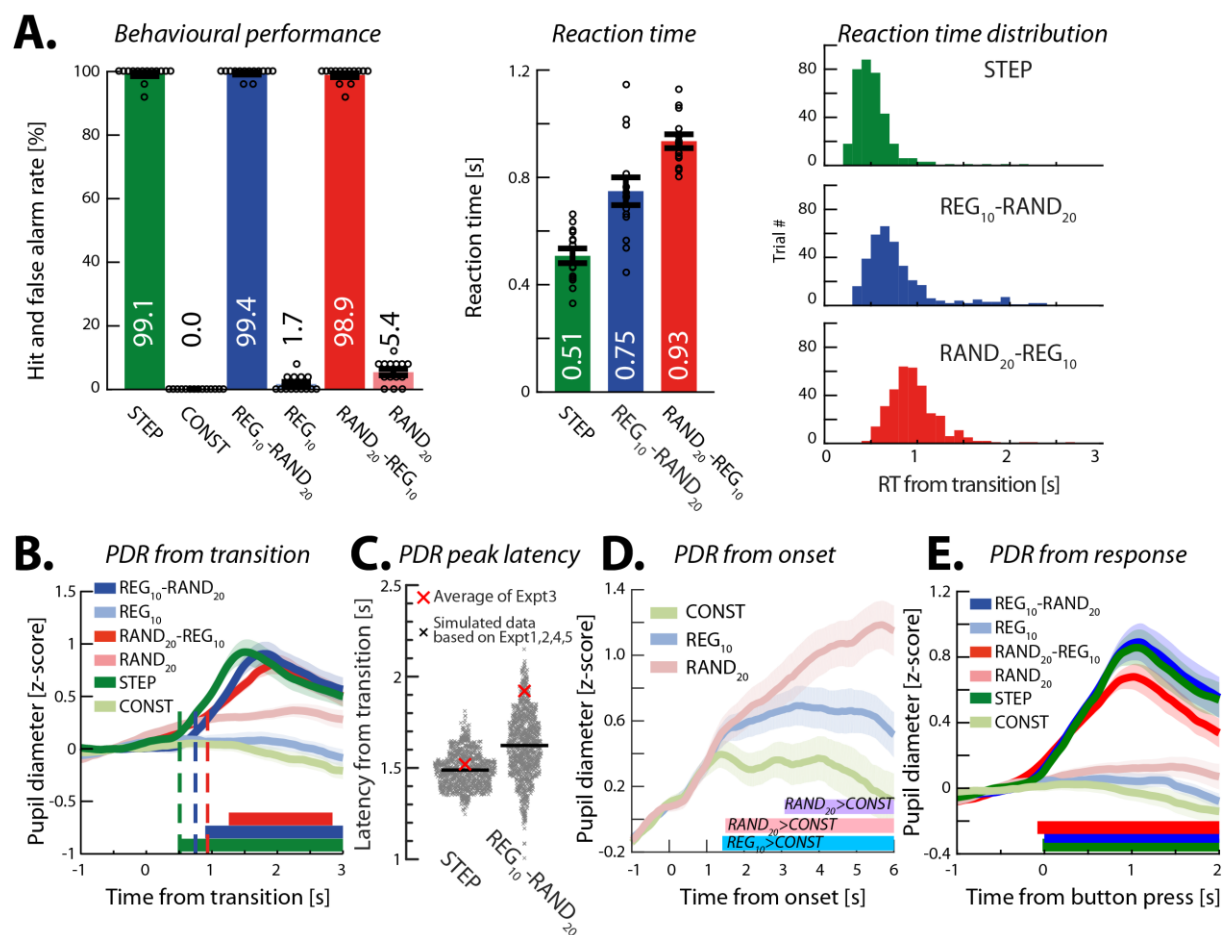 A.
Behavioural performance
Hit and false alarm rate [%]
100
80
60
40
20
0
99.1
0.0
99.4
1.7
98.9
5.4
STEP
CONST
REG10-RAND20
REG10
RAND20-REG10
RAND20
Reaction time
Reaction time [s]
1.2
0.8
0.4
0
0.51
0.75
0.93
STEP
REG10-RAND20
RAND20-REG10
Reaction time distribution
STEP
80
40
0
REG10-RAND20
Trial #
80
40
0
RAND20-REG10
80
40
0
0 1 2 3
RT from transition [s]
B.
PDR from transition
Pupil diameter [z-score]
1.5
1
0.5
0
-0.5
-1
REG10-RAND20
REG10
RAND20-REG10
RAND20
STEP
CONST
-1 0 1 2 3
Time from transition [s]
C.
PDR peak latency
Latency from transition [s]
2.5
2
1.5
1
Average of Expt3
Simulated data
based on Expt1,2,4,5
STEP
REG10-RAND20
D.
PDR from onset
Pupil diameter [z-score]
1.4
1
0.6
0.2
-0.2
CONST
REG10
RAND20
RAND20>CONST
RAND20>CONST
REG10>CONST
-1 0 1 2 3 4 5 6
Time from onset [s]
E.
PDR from response
Pupil diameter [z-score]
1.2
0.8
0.4
0
-0.4
REG10-RAND20
REG10
RAND20-REG10
RAND20
STEP
CONST
-1 0 1 2
Time from button press [s]